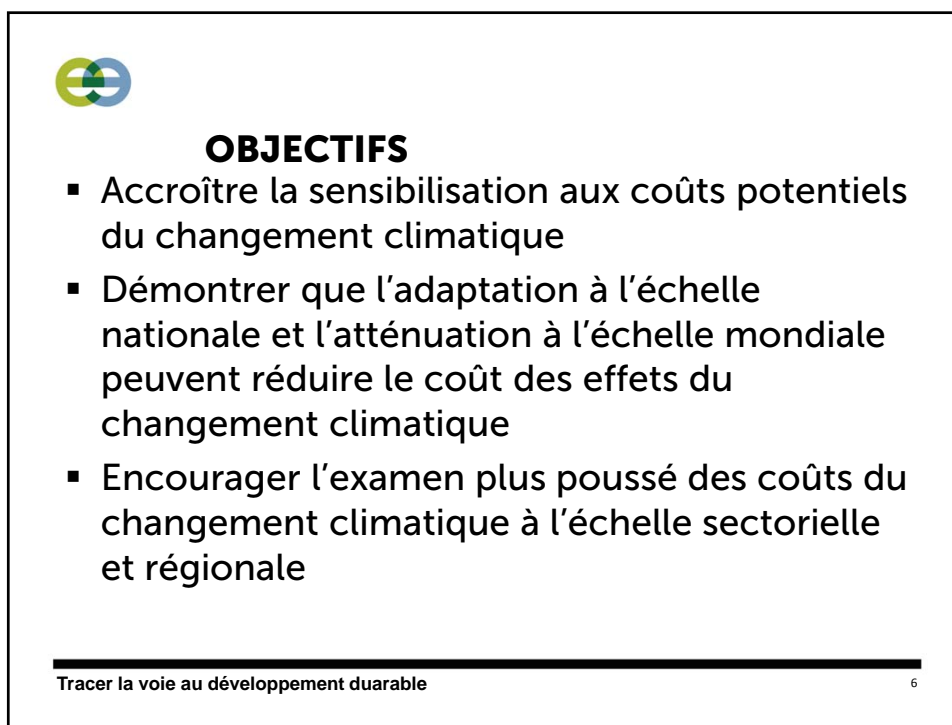 OBJECTIFS
▪ Accroître la sensibilisation aux coûts potentiels
du changement climatique
▪ Démontrer que l’adaptation à l’échelle
nationale et l’atténuation à l’échelle mondiale
peuvent réduire le coût des effets du
changement climatique
▪ Encourager l’examen plus poussé des coûts du
changement climatique à l’échelle sectorielle
et régionale
Tracer la voie au développement duarable
6